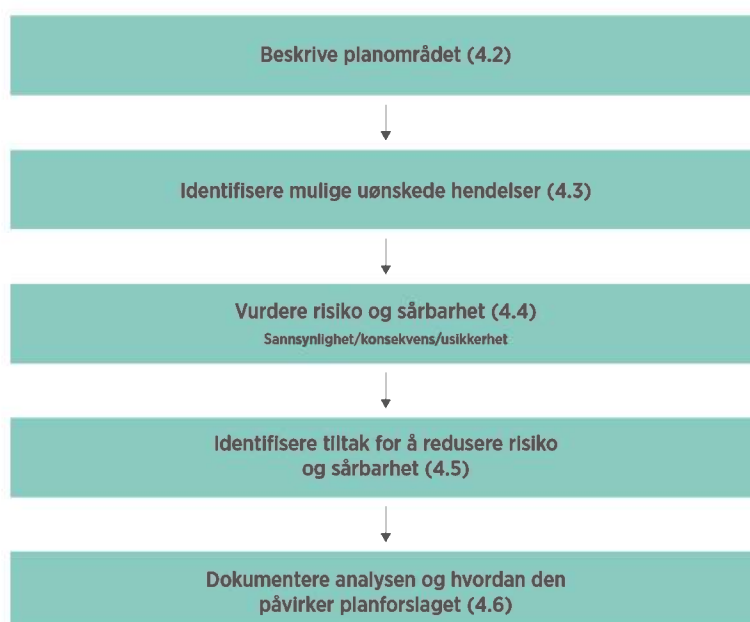 Beskrive planområdet (4.2)
Identifisere mulige uønskede hendelser (4.3)
Vurdere risiko og sårbarhet (4.4)
Sannsynlighet/konsekvens/usikkerhet
Identifisere tiltak for å redusere risiko
og sårbarhet (4.5)
Dokumentere analysen og hvordan den
påvirker planforslaget (4.6)